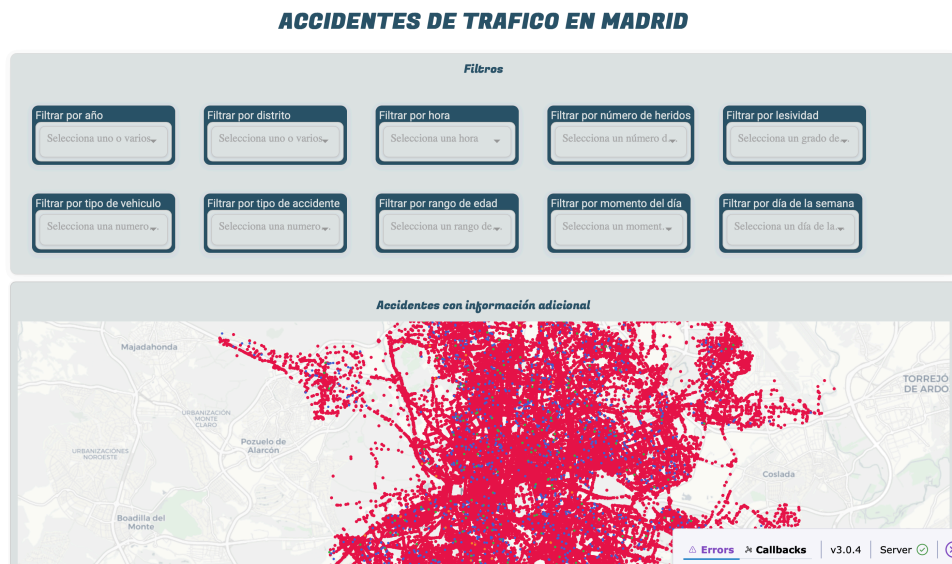 ACCIDENTES DE TRAFICO EN MADRID
Filtros
Filtrar por año
Selecciona uno o varios
Filtrar por distrito
Selecciona uno o varios
Filtrar por hora
Selecciona una hora
Filtrar por número de heridos
Selecciona un número d...
Filtrar por lesividad
Selecciona un grado de...
Filtrar por tipo de vehiculo
Selecciona una numero...
Filtrar por tipo de accidente
Selecciona una numero...
Filtrar por rango de edad
Selecciona un rango de...
Filtrar por momento del día
Selecciona un moment...
Filtrar por día de la semana
Selecciona un día de la...
Accidentes con información adicional
Majadahonda
TORREJÓ
DE ARDO
URBANIZACIÓN
MONTE
CLARO
Pozuelo de
Alarcón
URBANIZACIONES
NOROESTE
Coslada
Boadilla del
Monte
Errors
Callbacks
v3.0.4
Server